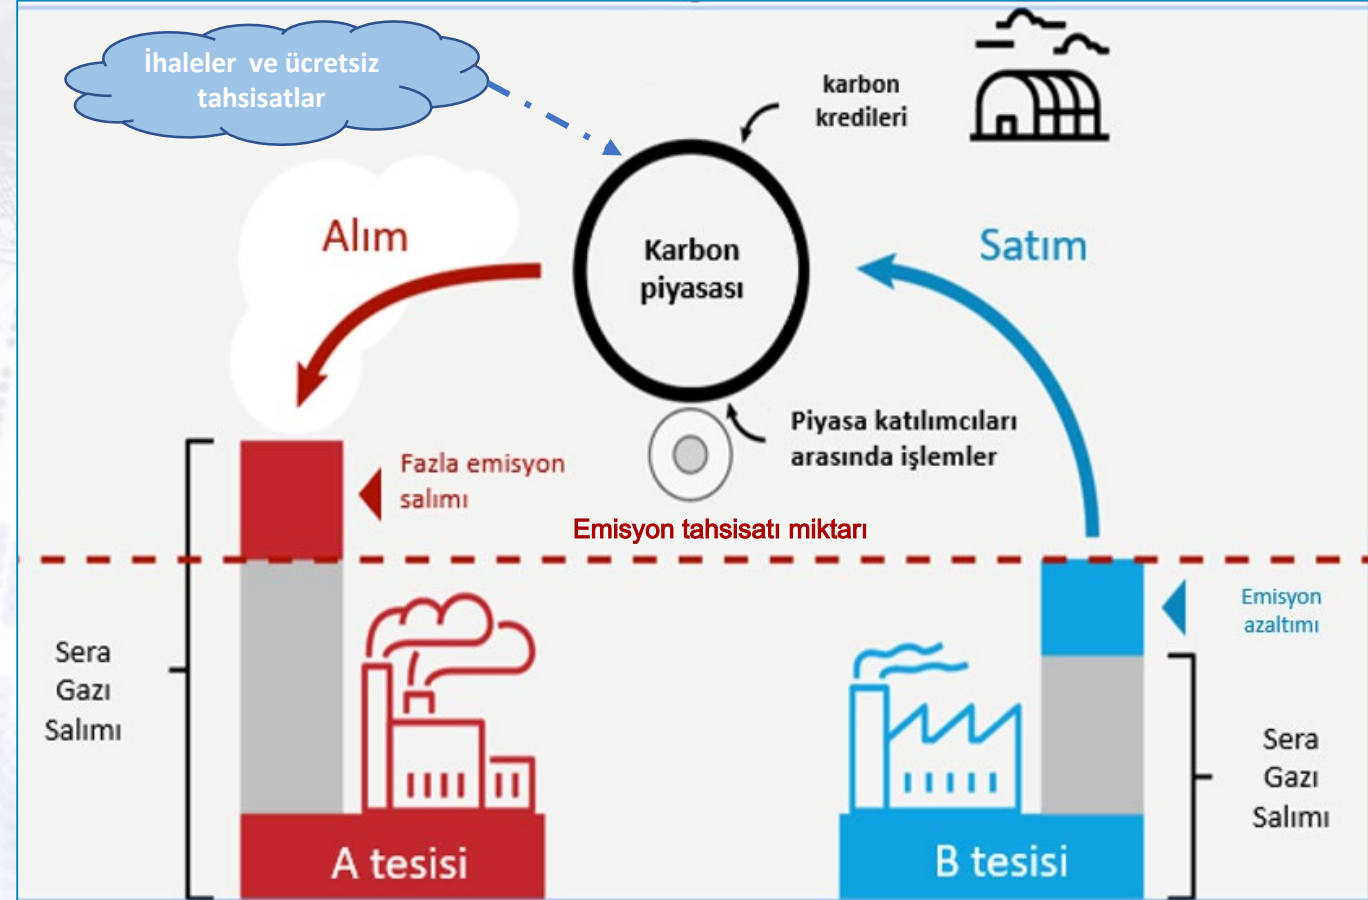 İhaleler ve ücretsiz
tahsisatlar
karbon
kredileri
Alım
Karbon
piyasası
Satım
Piyasa katılımcıları
arasında işlemler
Fazla emisyon
salımı
Emisyon tahsisatı miktarı
Emisyon
azaltımı
Sera
Gazı
Salımı
Sera
Gazı
Salımı
A tesisi
B tesisi